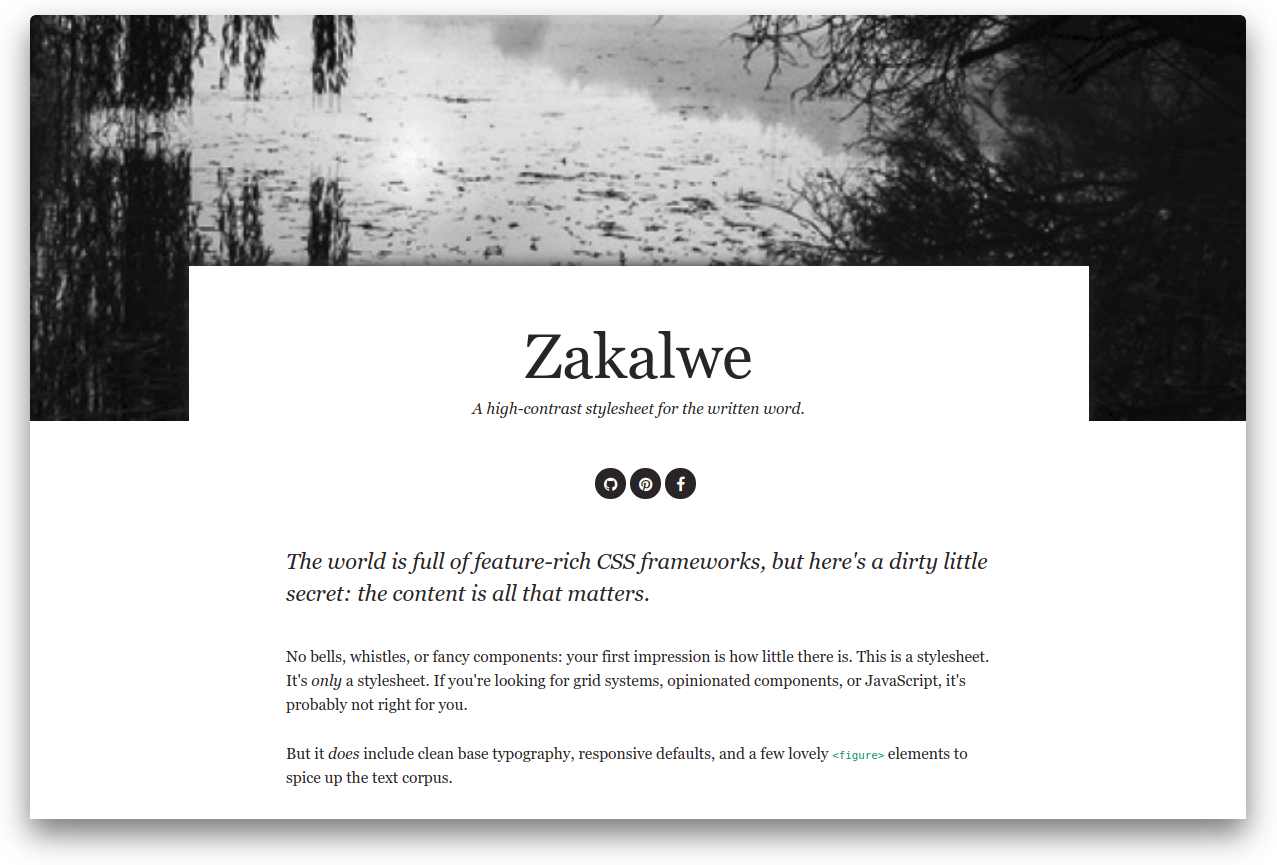 Zakalwe
A high-contrast stylesheet for the written word.
The world is full of feature-rich CSS frameworks, but here's a dirty little
secret: the content is all that matters.
No bells, whistles, or fancy components: your first impression is how little there is. This is a stylesheet.
It's only a stylesheet. If you're looking for grid systems, opinionated components, or JavaScript, it's
probably not right for you.
But it does include clean base typography, responsive defaults, and a few lovely <figure> elements to
spice up the text corpus.